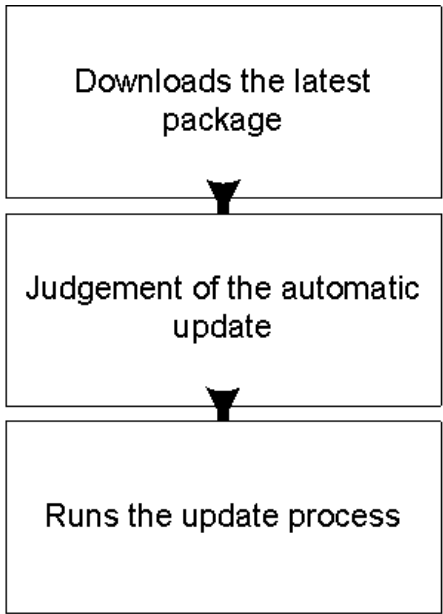 Downloads the latest
package
Judgement of the automatic
update
Runs the update process